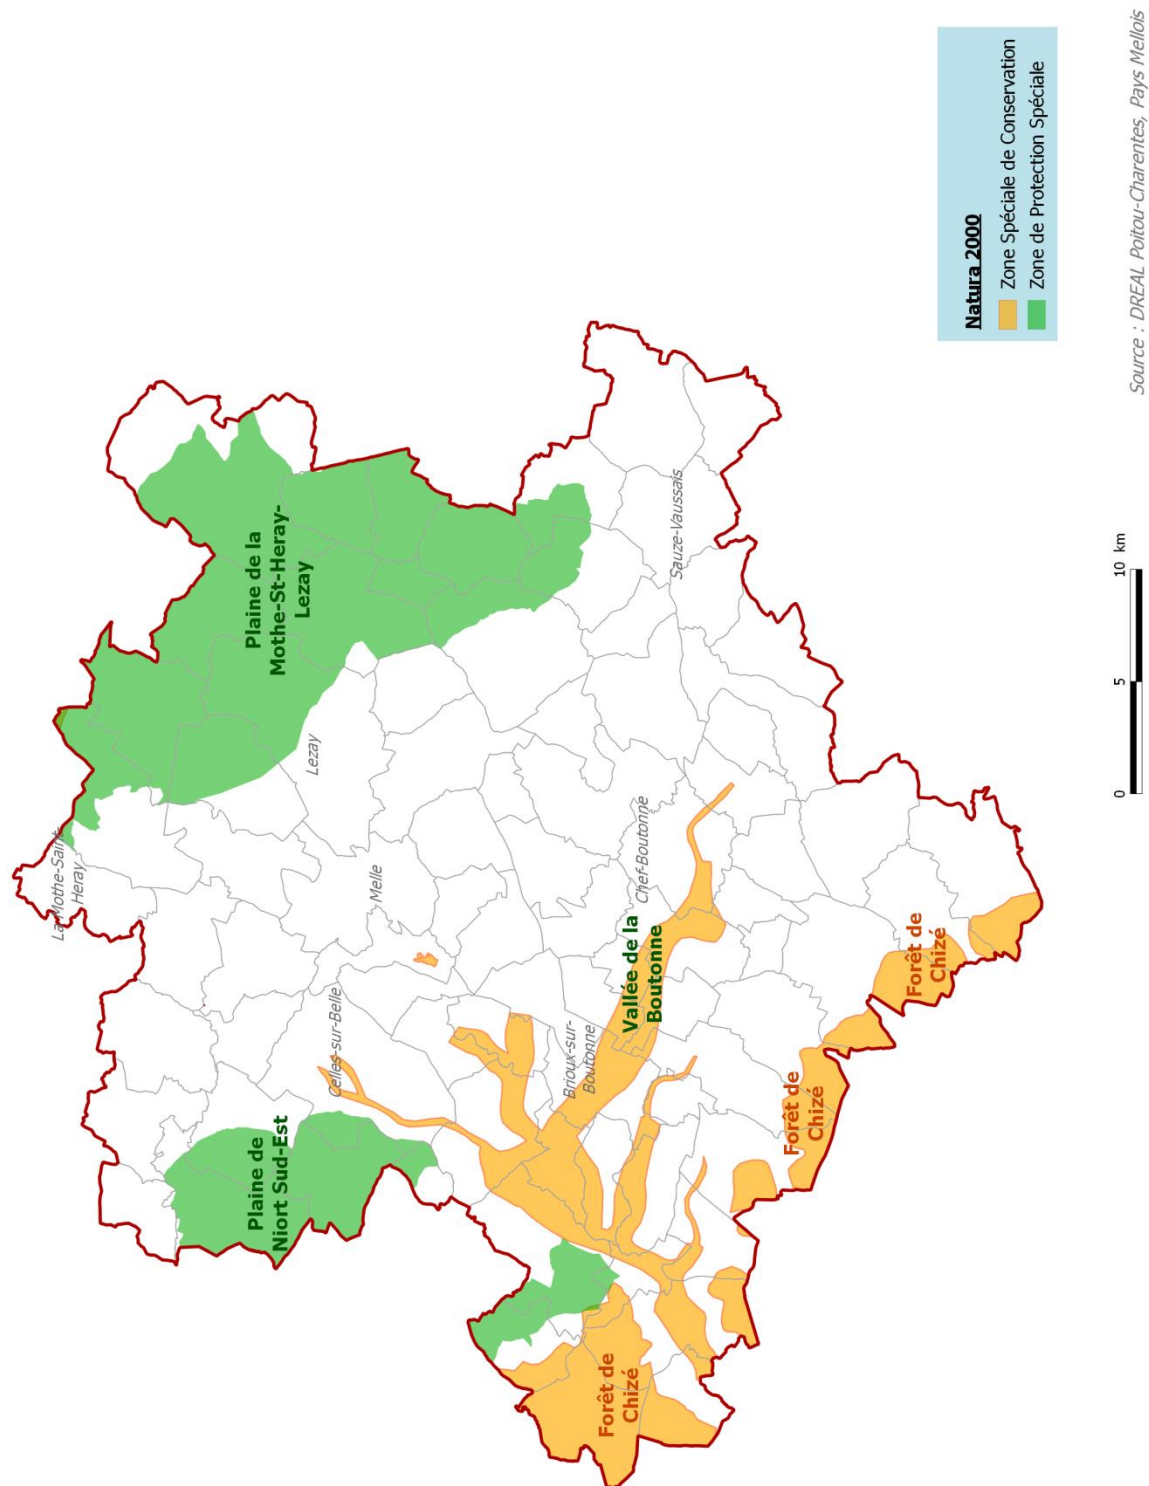 La Mothe-Saint-
Heray
Plaine de la
Mothe-St-Heray-
Lezay
Plaine de
Niort Sud-Est
Celles-sur-Belle
Melle
Lezay
Brioux-sur-
Boutonne
Vallée de la
Boutonne
Chef-Boutonne
Sauze-Vaussais
Forêt de
Chizé
Forêt de
Chizé
Forêt de
Chizé
Natura 2000
Zone Spéciale de Conservation
Zone de Protection Spéciale
0 5 10 km
Source : DREAL Poitou-Charentes, Pays Mellois